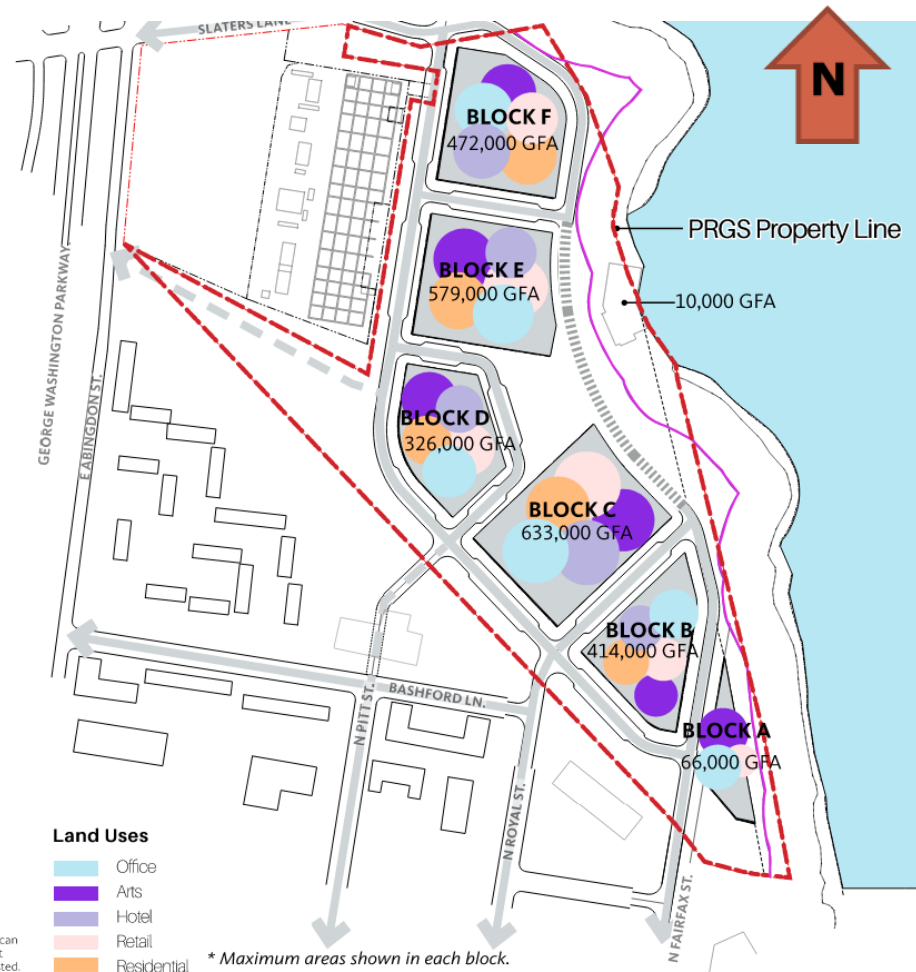 SLATERS LANE
N
BLOCK F
472,000 GFA
PRGS Property Line
BLOCK E
579,000 GFA
10,000 GFA
GEORGE WASHINGTON PARKWAY
E ABINGDON ST.
BLOCK D
326,000 GFA
BLOCK C
633,000 GFA
BLOCK B
414,000 GFA
BASHFORD LN.
N PITT ST.
BLOCK A
66,000 GFA
N ROYAL ST.
N FAIRFAX ST.
Land Uses
Office
Arts
Hotel
Retail
Residential
can
t
sted.
* Maximum areas shown in each block.